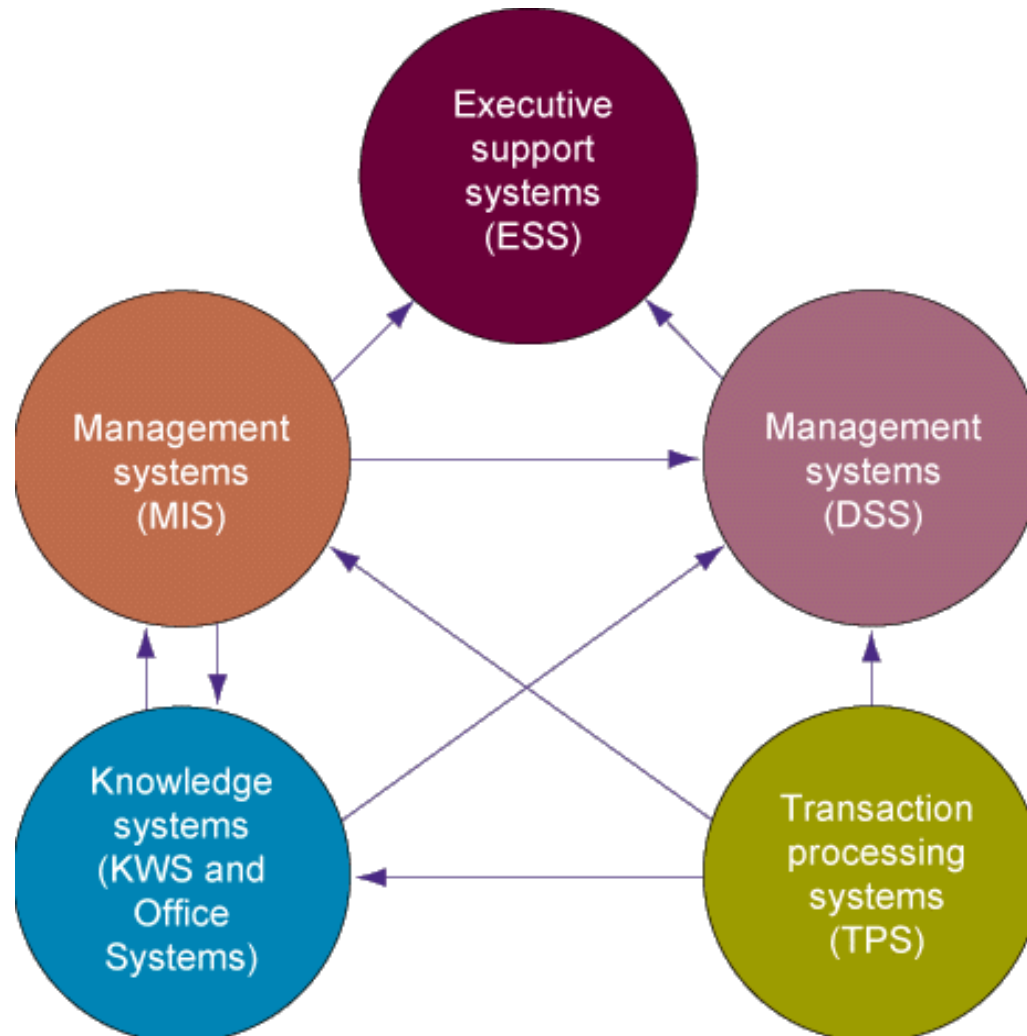 Executive
support
systems
(ESS)
Management
systems
(MIS)
Management
systems
(DSS)
Knowledge
systems
(KWS and
Office
Systems)
Transaction
processing
systems
(TPS)